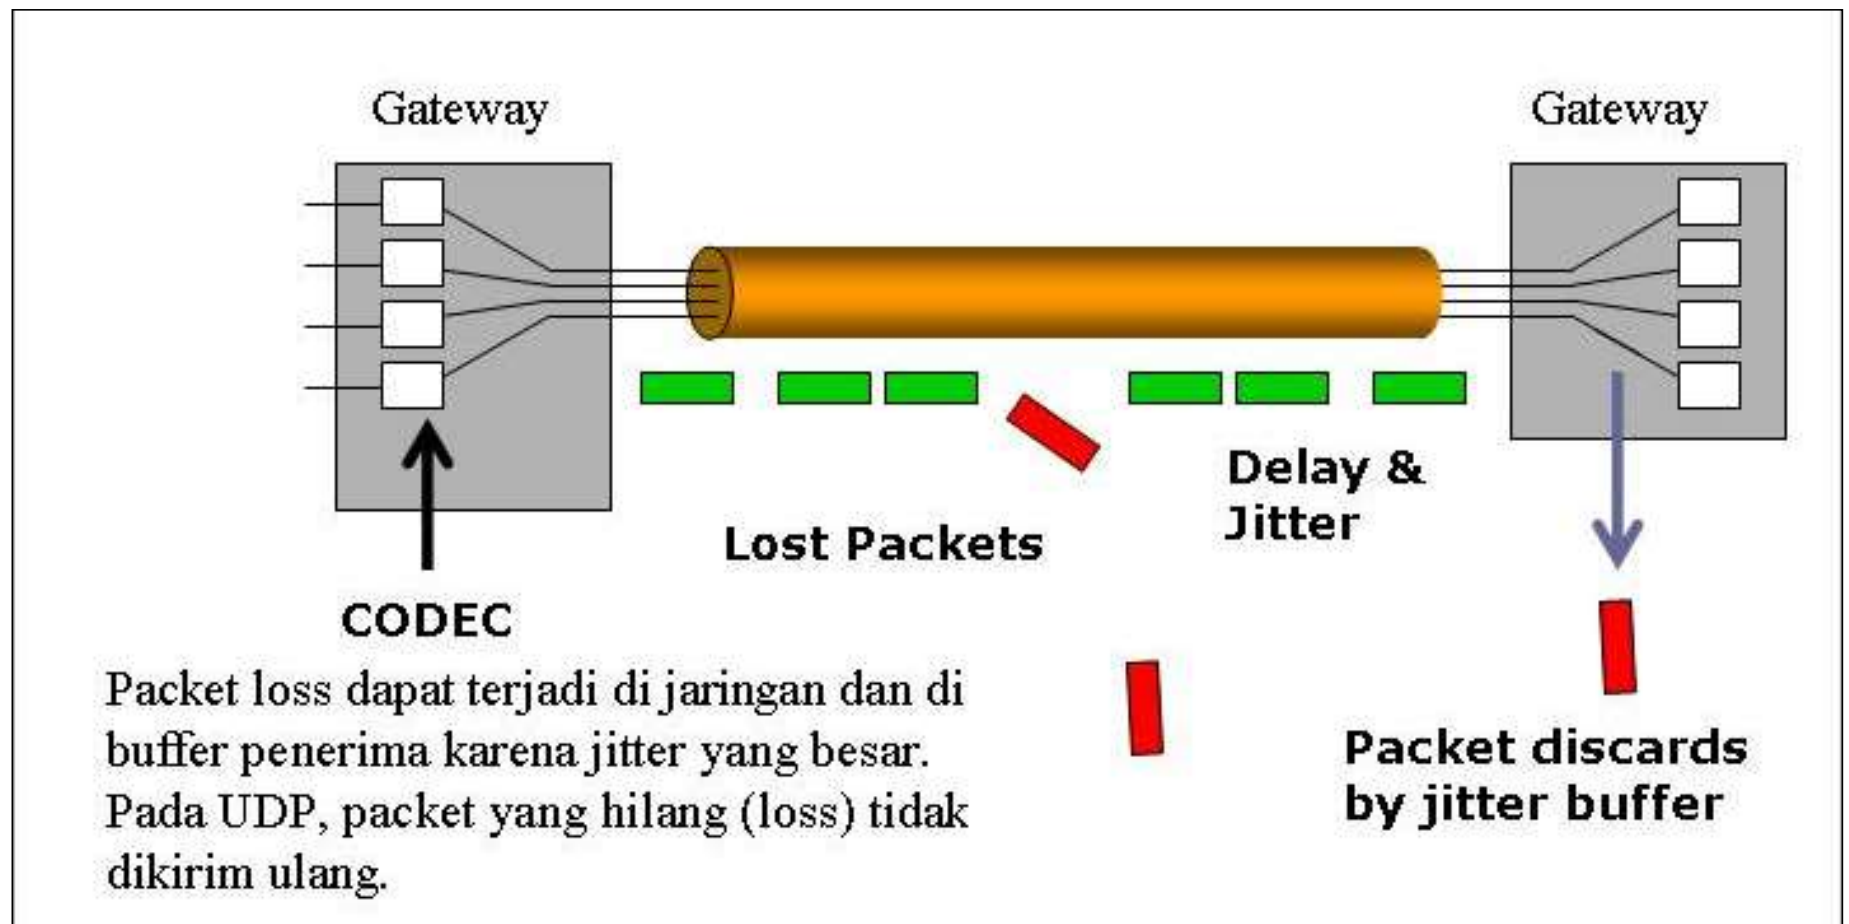 Gateway
Gateway
Delay &
Jitter
Lost Packets
CODEC
Packet loss dapat terjadi di jaringan dan di
buffer penerima karena jitter yang besar.
Pada UDP, packet yang hilang (loss) tidak
dikirim ulang.
Packet discards
by jitter buffer